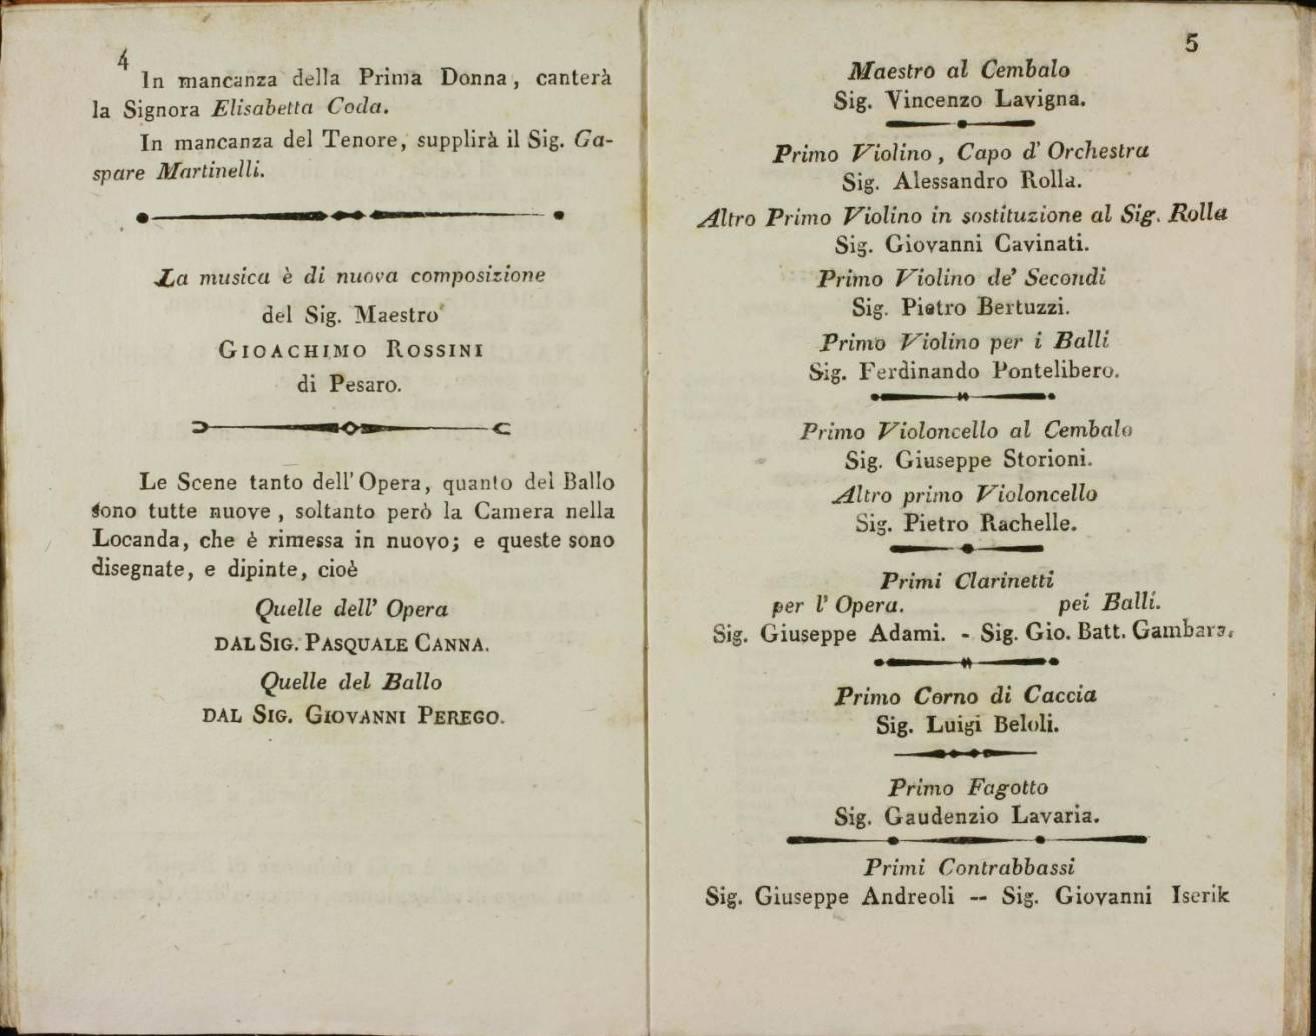 4
In mancanza della Prima Donna, canterà
la Signora Elisabetta Coda.
In mancanza del Tenore, supplirà il Sig. Ga-
spare Martinelli.
La musica è di nuova composizione
del Sig. Maestro
GIOACHIMO ROSSINI
di Pesaro.
Le Scene tanto dell' Opera, quanto del Ballo
sono tutte nuove, soltanto però la Camera nella
Locanda, che è rimessa in nuovo; e queste sono
disegnate, e dipinte, cioè
Quelle dell' Opera
DAL SIG. PASQUALE CANNA.
Quelle del Ballo
DAL SIG. GIOVANNI PEREGO.
5
Maestro al Cembalo
Sig. Vincenzo Lavigna.
Primo Violino, Capo d' Orchestra
Sig. Alessandro Rolla.
Altro Primo Violino in sostituzione al Sig. Rolla
Sig. Giovanni Cavinati.
Primo Violino de' Secondi
Sig. Pietro Bertuzzi.
Primo Violino per i Balli
Sig. Ferdinando Pontelibero.
Primo Violoncello al Cembalo
Sig. Giuseppe Storioni.
Altro primo Violoncello
Sig. Pietro Rachelle.
Primi Clarinetti
per l' Opera. pei Balli.
Sig. Giuseppe Adami. - Sig. Gio. Batt. Gambara.
Primo Corno di Caccia
Sig. Luigi Beloli.
Primo Fagotto
Sig. Gaudenzio Lavaria.
Primi Contrabbassi
Sig. Giuseppe Andreoli -- Sig. Giovanni Iserik